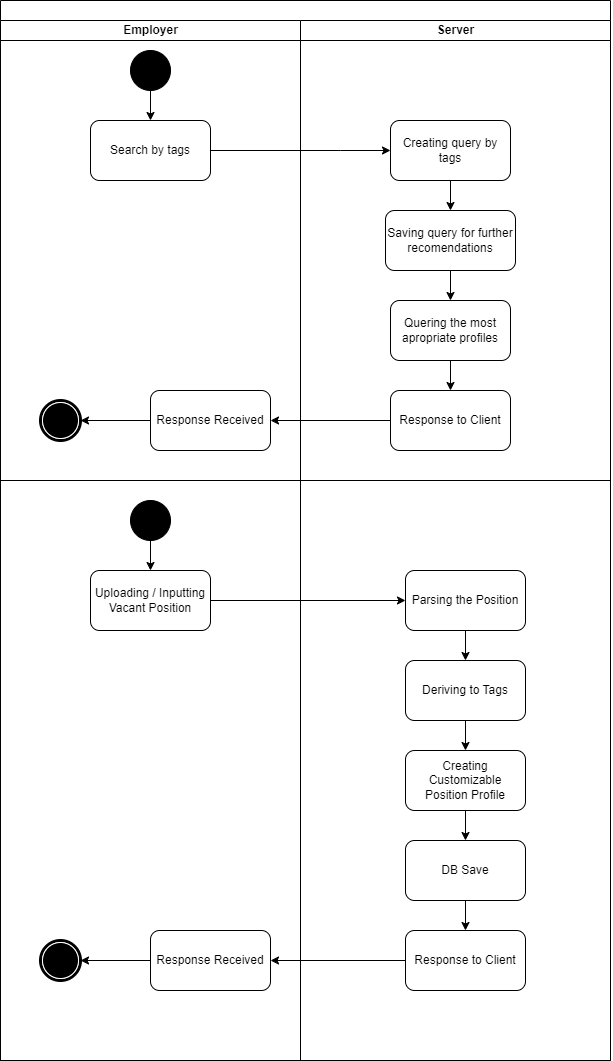 Employer
Server
Search by tags
Creating query by
tags
Saving query for further
recomendations
Quering the most
apropriate profiles
Response Received
Response to Client
Uploading / Inputting
Vacant Position
Parsing the Position
Deriving to Tags
Creating
Customizable
Position Profile
DB Save
Response Received
Response to Client